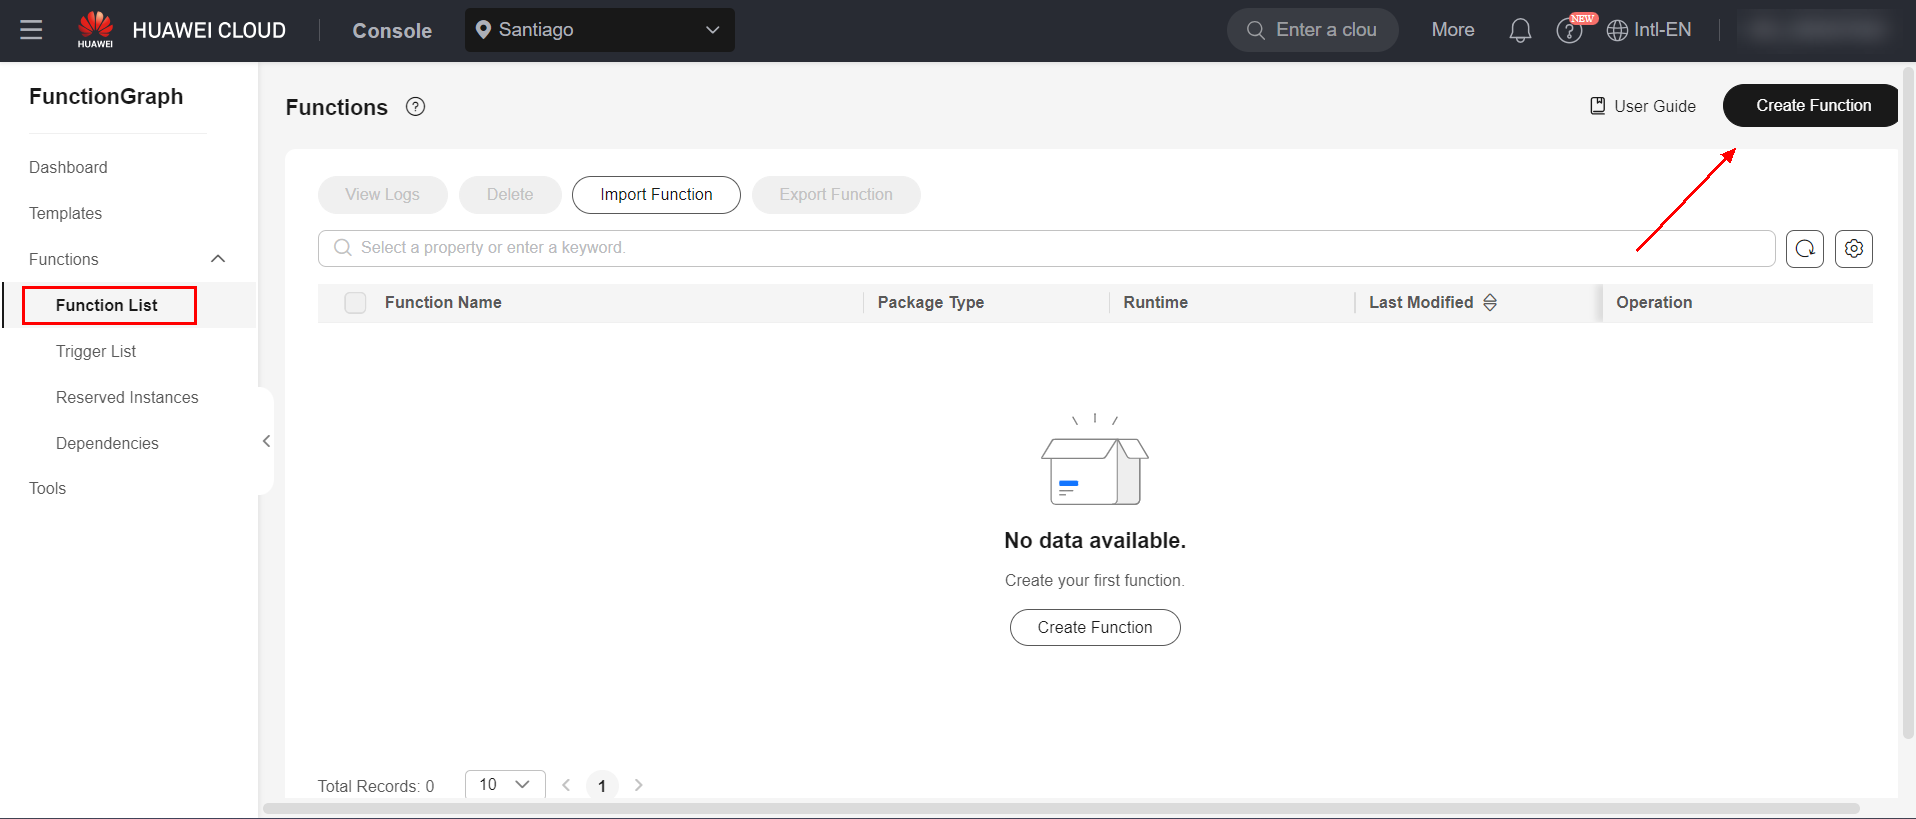 HUAWEI
HUAWEI CLOUD
Console
Santiago
Enter a clou
More
NEW
Intl-EN
FunctionGraph
Dashboard
Templates
Functions
Function List
Trigger List
Reserved Instances
Dependencies
Tools
Functions
User Guide
Create Function
View Logs
Delete
Import Function
Export Function
Select a property or enter a keyword.
Function Name
Package Type
Runtime
Last Modified
Operation
No data available.
Create your first function.
Create Function
Total Records: 0
10
1